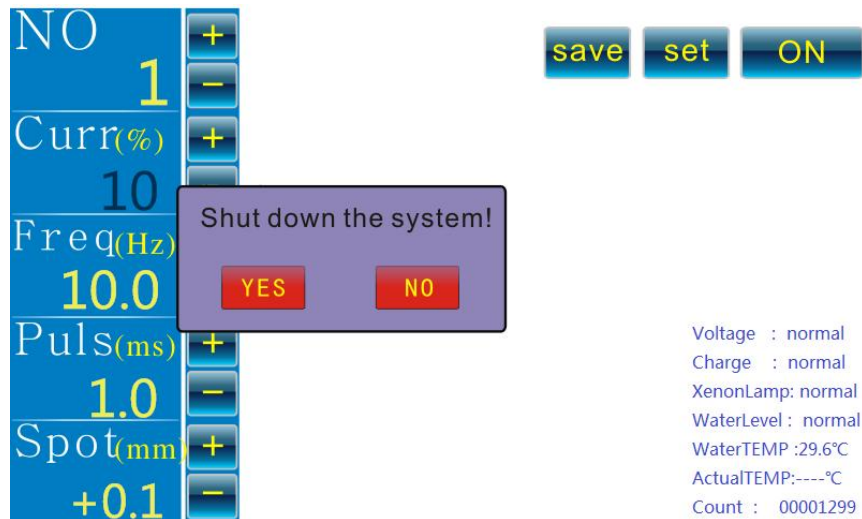 NO
+
1
−
Curr(%)
+
10
Freq(Hz)
10.0
Puls(ms)
+
1.0
−
Spot(mm)
+
+0.1
−
save set ON
Shut down the system!
YES NO
Voltage : normal
Charge : normal
XenonLamp: normal
WaterLevel : normal
WaterTEMP :29.6℃
ActualTEMP:----℃
Count : 00001299